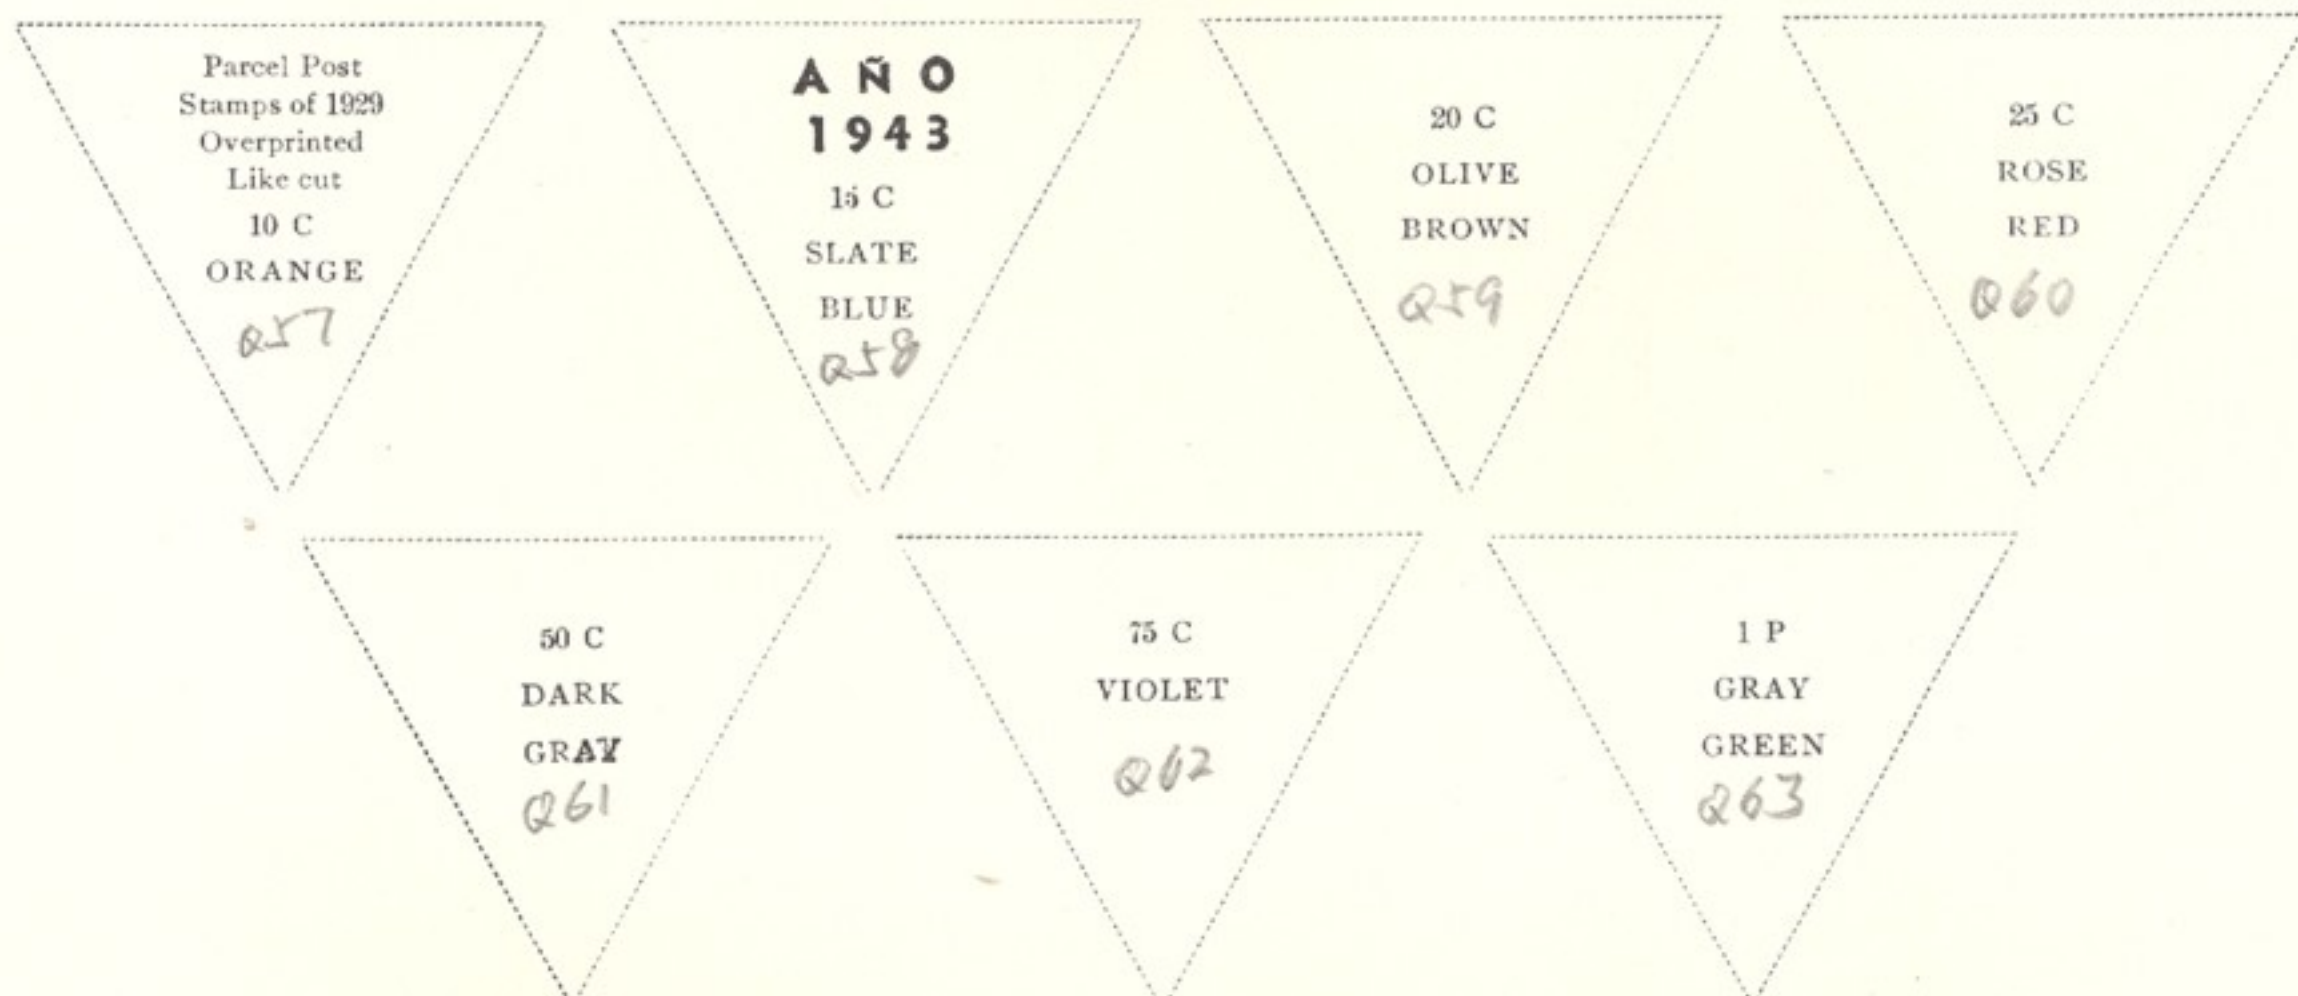 Parcel Post
Stamps of 1929
Overprinted
Like cut
10 C
ORANGE
Q57
AÑO
1943
15 C
SLATE
BLUE
Q58
20 C
OLIVE
BROWN
Q59
25 C
ROSE
RED
Q60
50 C
DARK
GRAY
Q61
75 C
VIOLET
Q62
1 P
GRAY
GREEN
Q63